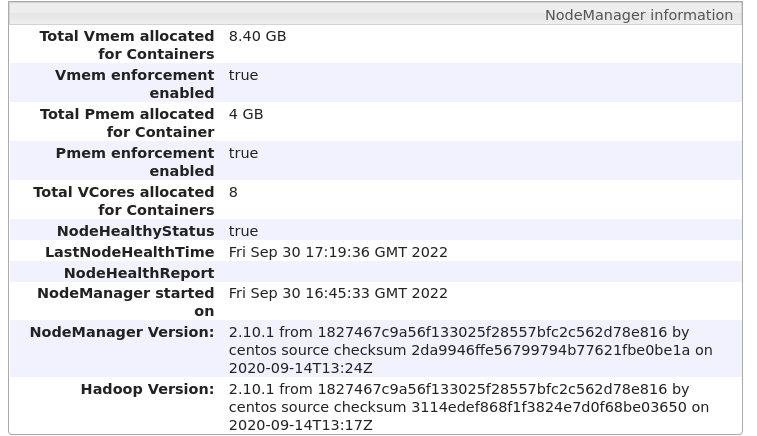 NodeManager information
Total Vmem allocated 8.40 GB
for Containers
Vmem enforcement true
enabled
Total Pmem allocated 4 GB
for Container
Pmem enforcement true
enabled
Total VCores allocated 8
for Containers
NodeHealthyStatus true
LastNodeHealthTime Fri Sep 30 17:19:36 GMT 2022
NodeHealthReport
NodeManager started Fri Sep 30 16:45:33 GMT 2022
on
NodeManager Version: 2.10.1 from 1827467c9a56f133025f28557bfc2c562d78e816 by
centos source checksum 2da9946ffe56799794b77621fbe0be1a on
2020-09-14T13:24Z
Hadoop Version: 2.10.1 from 1827467c9a56f133025f28557bfc2c562d78e816 by
centos source checksum 3114edef868f1f3824e7d0f68be03650 on
2020-09-14T13:17Z